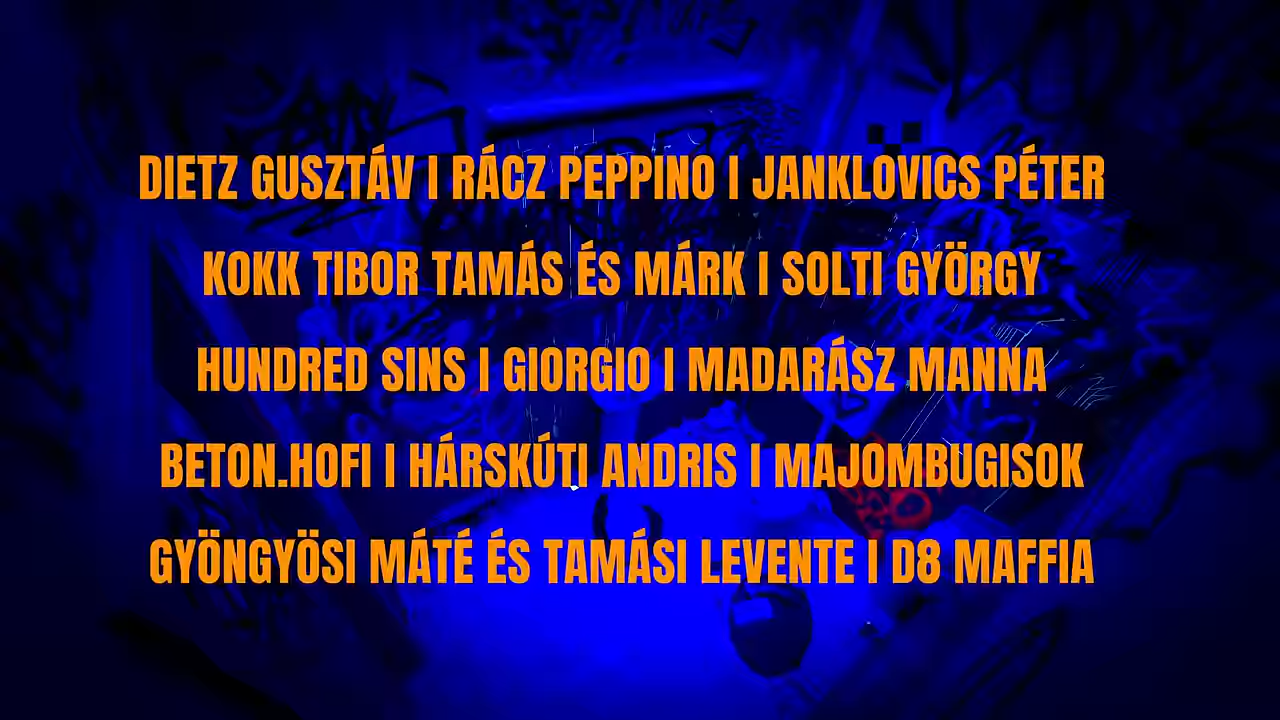 DIETZ GUSZTÁV I RÁCZ PEPPINO I JANKLOVICS PÉTER
KOKK TIBOR TAMÁS ÉS MÁRK I SOLTI GYÖRGY
HUNDRED SINS I GIORGIO I MADARÁSZ MANNA
BETON.HOFI I HÁRSKÚTI ANDRIS I MAJOMBUGISOK
GYÖNGYÖSI MÁTÉ ÉS TAMÁSI LEVENTE I D8 MAFFIA